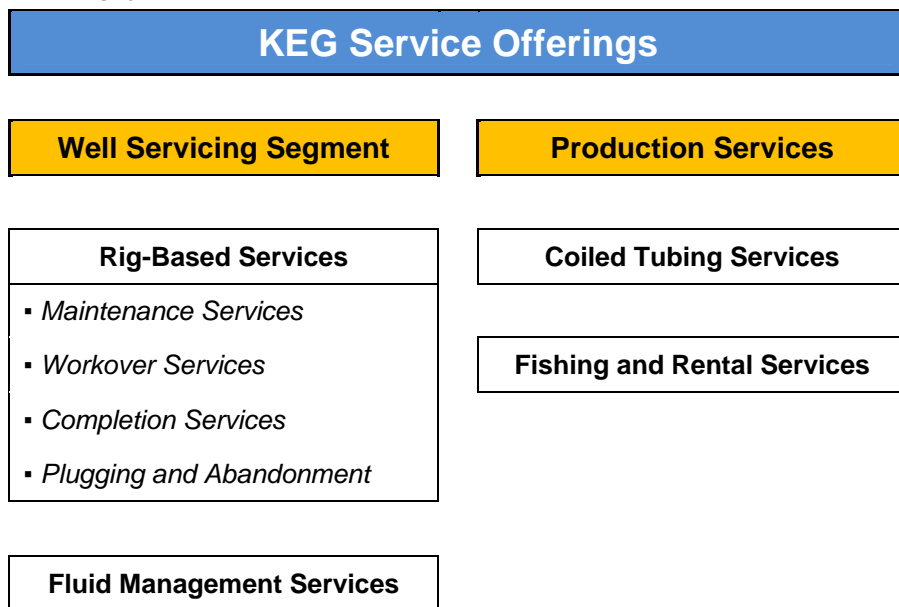 KEG Service Offerings
Well Servicing Segment
Production Services
Rig-Based Services
▪ Maintenance Services
▪ Workover Services
▪ Completion Services
▪ Plugging and Abandonment
Fluid Management Services
Coiled Tubing Services
Fishing and Rental Services